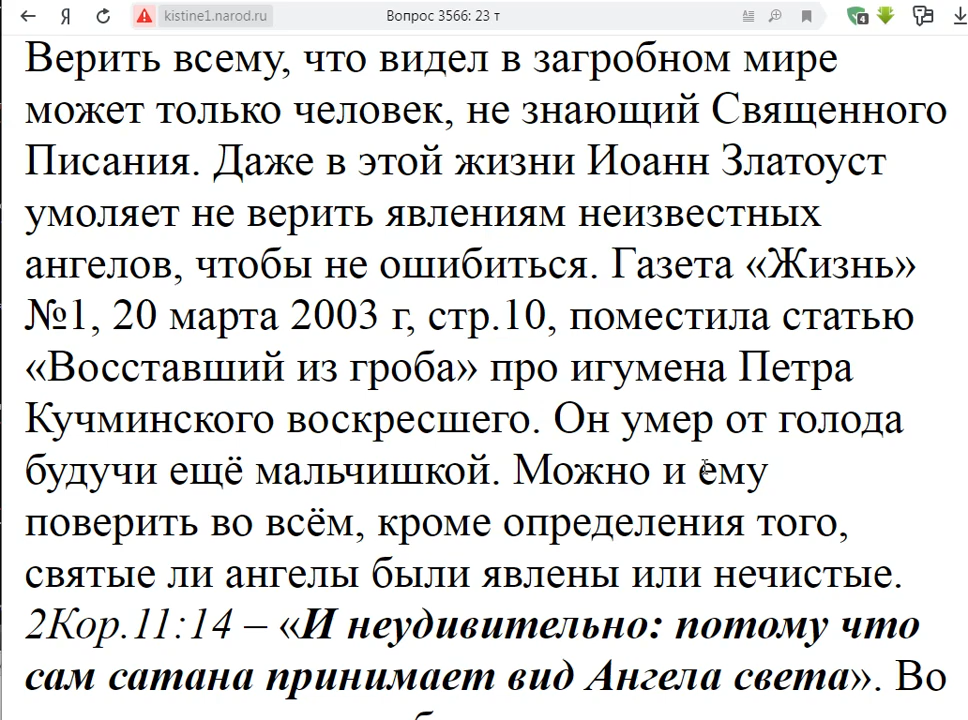 Я kistine1.narod.ru Вопрос 3566: 23 т 4
Верить всему, что видел в загробном мире
может только человек, не знающий Священного
Писания. Даже в этой жизни Иоанн Златоуст
умоляет не верить явлениям неизвестных
ангелов, чтобы не ошибиться. Газета «Жизнь»
№1, 20 марта 2003 г, стр.10, поместила статью
«Восставший из гроба» про игумена Петра
Кучминского воскресшего. Он умер от голода
будучи ещё мальчишкой. Можно и ему
поверить во всём, кроме определения того,
святые ли ангелы были явлены или нечистые.
2Кор.11:14 – «И неудивительно: потому что
сам сатана принимает вид Ангела света». Во